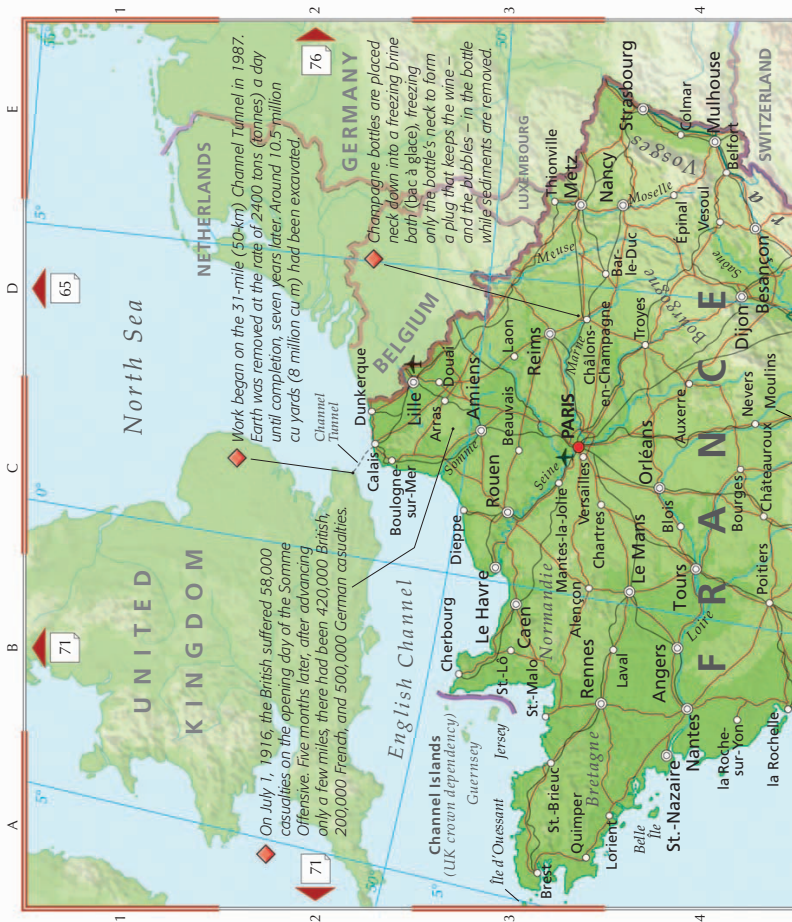 A
B
C
D
E
1
2
3
4
1
2
3
4
71
65
71
76
5°
0°
5°
50°
50°
5°
50°
North Sea
UNITED
KINGDOM
NETHERLANDS
GERMANY
BELGIUM
LUXEMBOURG
SWITZERLAND
Work began on the 31-mile (50-km) Channel Tunnel in 1987.
Earth was removed at the rate of 2400 tons (tonnes) a day
until completion, seven years later. Around 10.5 million
cu yards (8 million cu m) had been excavated.
On July 1, 1916, the British suffered 58,000
casualties on the opening day of the Somme
Offensive. Five months later, after advancing
only a few miles, there had been 420,000 British,
200,000 French, and 500,000 German casualties.
Champagne bottles are placed
neck down into a freezing brine
bath (bac à glace), freezing
only the bottle's neck to form
a plug that keeps the wine –
and the bubbles – in the bottle
while sediments are removed.
English Channel
Channel
Tunnel
Channel Islands
(UK crown dependency)
Guernsey
Jersey
Île d'Ouessant
Dunkerque
Calais
Boulogne-
sur-Mer
Lille
Douai
Arras
Amiens
Somme
Dieppe
Cherbourg
Le Havre
Rouen
Beauvais
Laon
Reims
Meuse
Thionville
Metz
Nancy
Strasbourg
St-Lô
Caen
Normandie
Seine
Mantes-la-Jolie
PARIS
Versailles
Marne
Châlons-
en-Champagne
Bar-
le-Duc
Moselle
Vosges
Colmar
Mulhouse
Belfort
Brest
St.-Brieuc
St.-Malo
Alençon
Chartres
Troyes
Épinal
Vesoul
Quimper
Bretagne
Rennes
Laval
Le Mans
Orléans
Auxerre
Bourgogne
Saône
Lorient
Belle
Île
St.-Nazaire
Nantes
Angers
Tours
Loire
Blois
Dijon
Besançon
FRANCE
la Roche-
sur-Yon
la Rochelle
Poitiers
Châteauroux
Bourges
Nevers
Moulins
r a